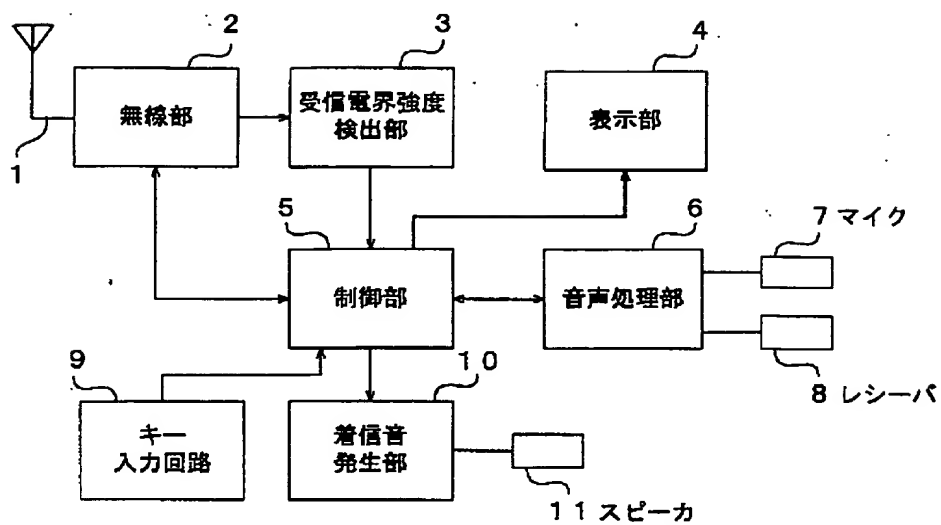 2
3
4
無線部
受信電界強度
検出部
表示部
1
5
6
7 マイク
制御部
音声処理部
8 レシーバ
9
10
キー
入力回路
着信音
発生部
11 スピーカ